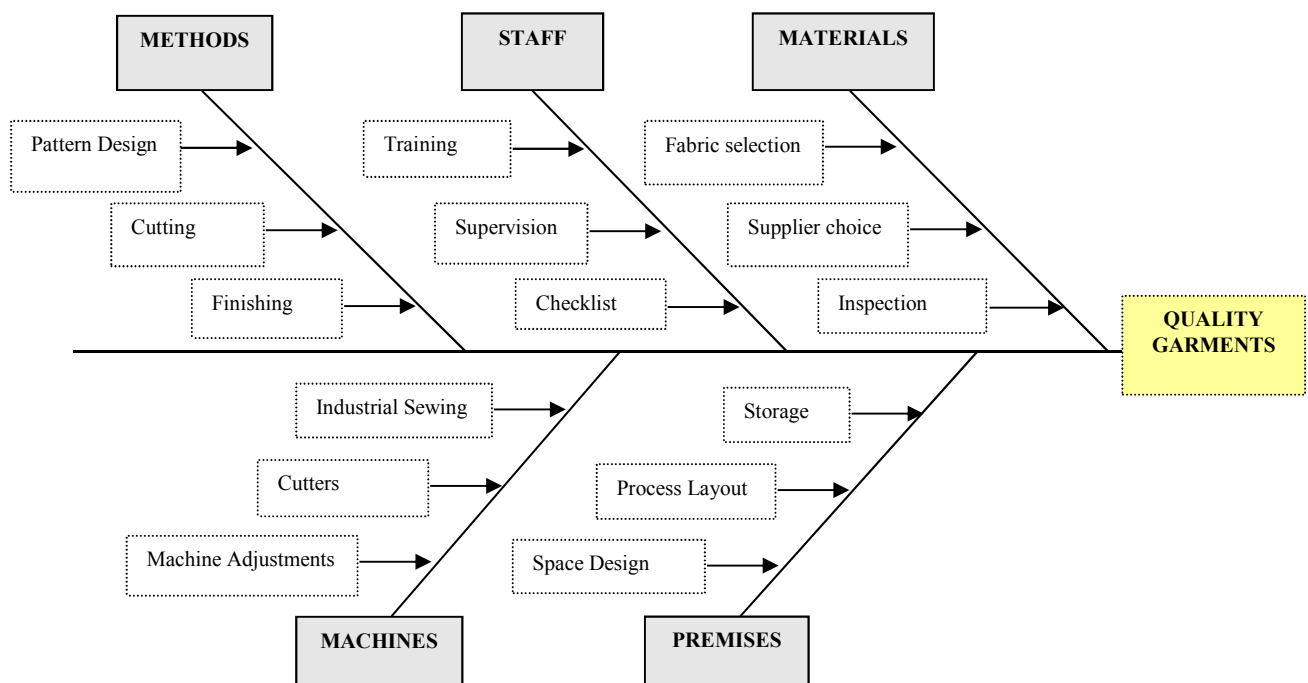 METHODS
STAFF
MATERIALS
Pattern Design
Training
Fabric selection
Cutting
Supervision
Supplier choice
Finishing
Checklist
Inspection
QUALITY
GARMENTS
Industrial Sewing
Storage
Cutters
Process Layout
Machine Adjustments
Space Design
MACHINES
PREMISES